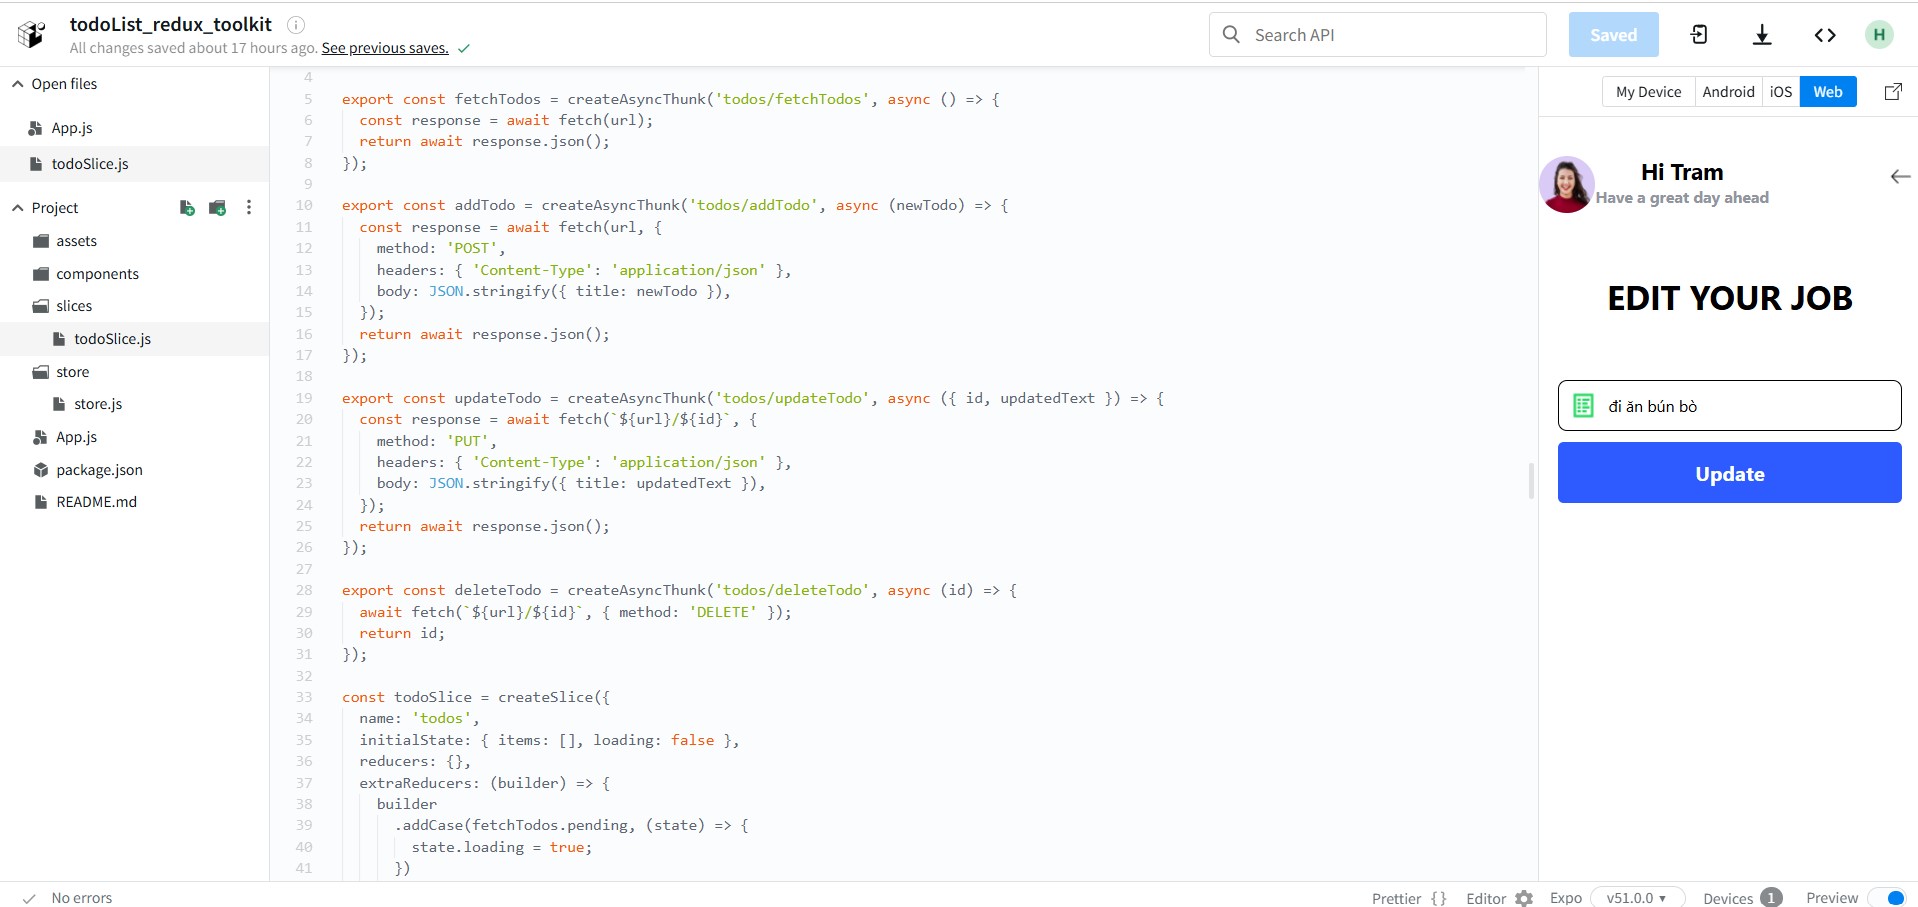 todoList_redux_toolkit
All changes saved about 17 hours ago. See previous saves.
Search API
Saved
H
Open files
App.js
todoSlice.js
Project
assets
components
slices
todoSlice.js
store
store.js
App.js
package.json
README.md
4
5 export const fetchTodos = createAsyncThunk('todos/fetchTodos', async () => {
6 const response = await fetch(url);
7 return await response.json();
8 });
9
10 export const addTodo = createAsyncThunk('todos/addTodo', async (newTodo) => {
11 const response = await fetch(url, {
12 method: 'POST',
13 headers: { 'Content-Type': 'application/json' },
14 body: JSON.stringify({ title: newTodo }),
15 });
16 return await response.json();
17 });
18
19 export const updateTodo = createAsyncThunk('todos/updateTodo', async ({ id, updatedText }) => {
20 const response = await fetch(`${url}/${id}`, {
21 method: 'PUT',
22 headers: { 'Content-Type': 'application/json' },
23 body: JSON.stringify({ title: updatedText }),
24 });
25 return await response.json();
26 });
27
28 export const deleteTodo = createAsyncThunk('todos/deleteTodo', async (id) => {
29 await fetch(`${url}/${id}`, { method: 'DELETE' });
30 return id;
31 });
32
33 const todoSlice = createSlice({
34 name: 'todos',
35 initialState: { items: [], loading: false },
36 reducers: {},
37 extraReducers: (builder) => {
38 builder
39 .addCase(fetchTodos.pending, (state) => {
40 state.loading = true;
41 })
My Device Android iOS Web
Hi Tram
Have a great day ahead
EDIT YOUR JOB
đi ăn bún bò
Update
No errors
Prettier {} Editor Expo v51.0.0 Devices 1 Preview